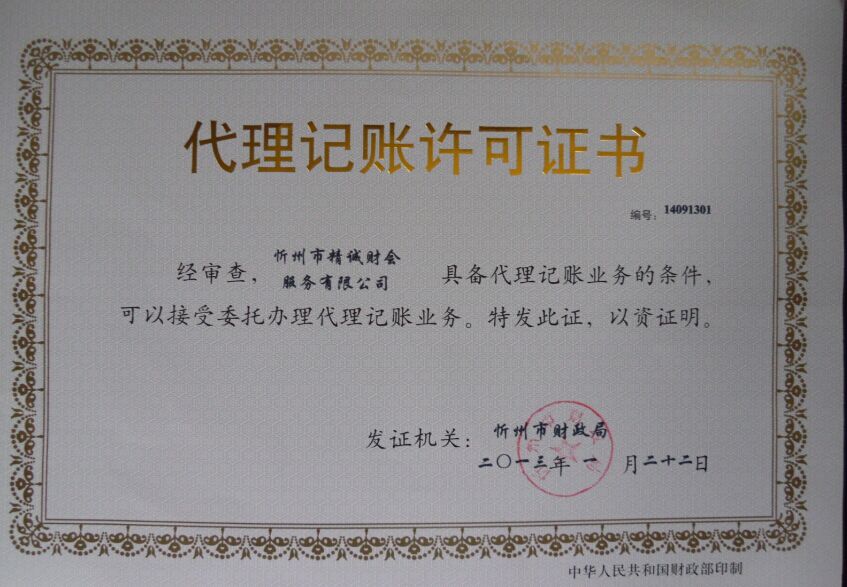 代理记账许可证书
编号：14091301
忻州市精诚财会
经审查，服务有限公司 具备代理记账业务的条件，
可以接受委托办理代理记账业务。特发此证，以资证明。
发证机关：忻州市财政局
二〇一三年一月二十二日
中华人民共和国财政部印制